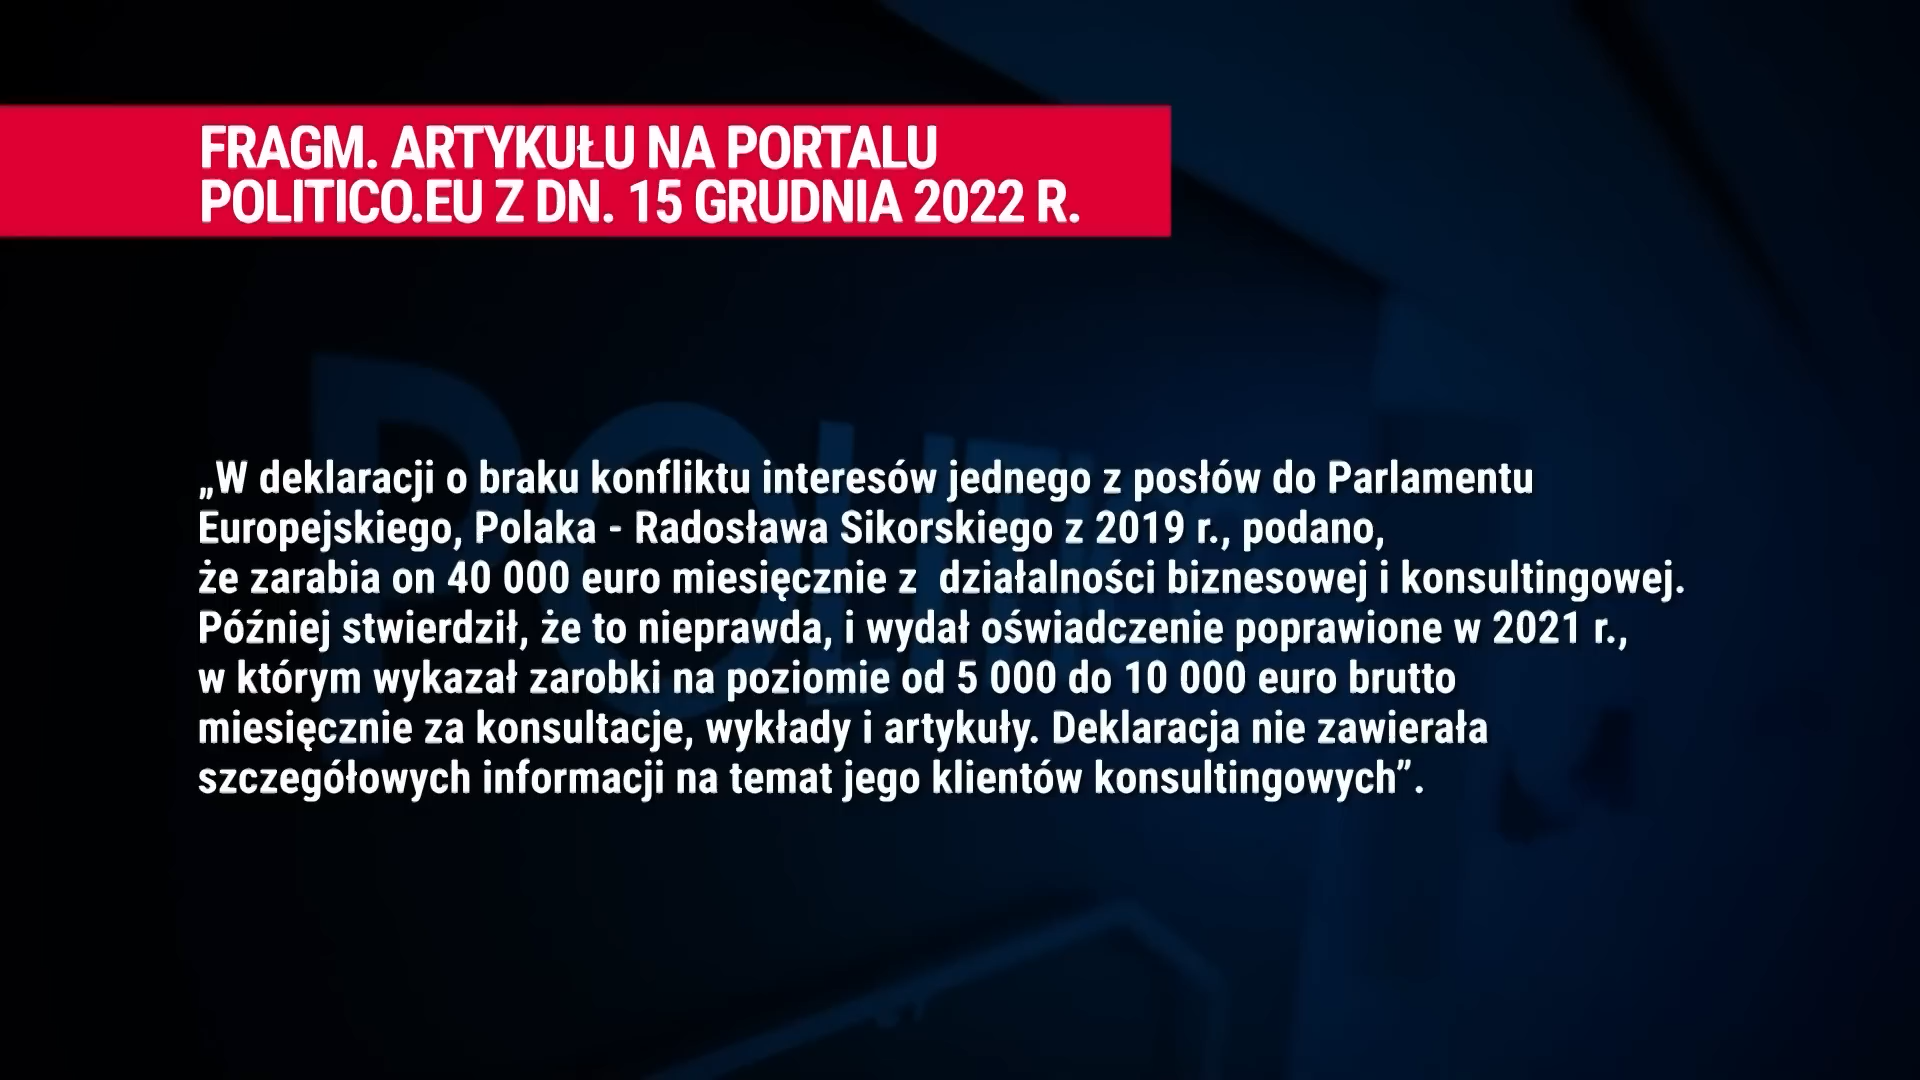 FRAGM. ARTYKUŁU NA PORTALU
POLITICO.EU Z DN. 15 GRUDNIA 2022 R.
POLITICO
„W deklaracji o braku konfliktu interesów jednego z posłów do Parlamentu
Europejskiego, Polaka - Radosława Sikorskiego z 2019 r., podano,
że zarabia on 40 000 euro miesięcznie z  działalności biznesowej i konsultingowej.
Później stwierdził, że to nieprawda, i wydał oświadczenie poprawione w 2021 r.,
w którym wykazał zarobki na poziomie od 5 000 do 10 000 euro brutto
miesięcznie za konsultacje, wykłady i artykuły. Deklaracja nie zawierała
szczegółowych informacji na temat jego klientów konsultingowych”.